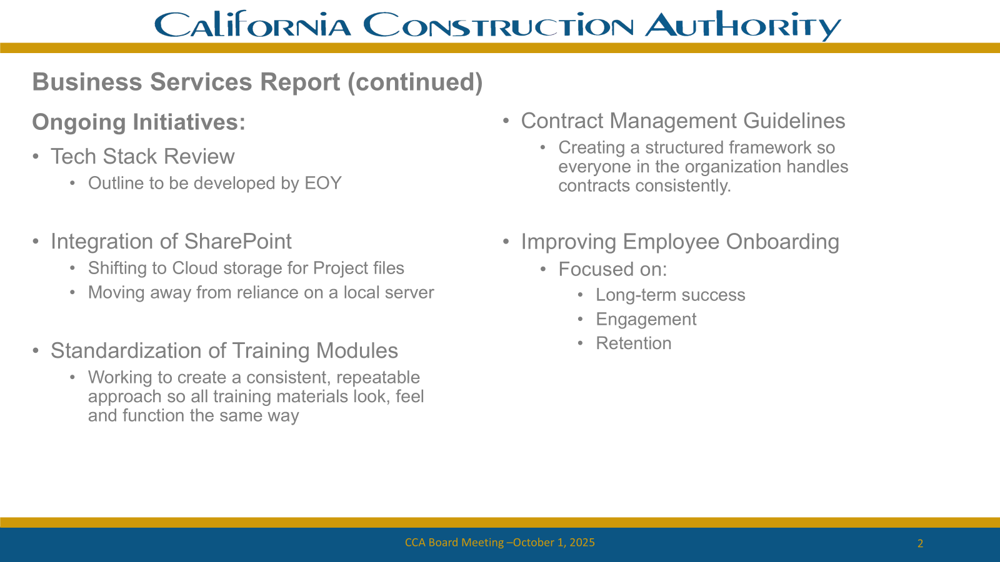 California Construction Authority
Business Services Report (continued)
Ongoing Initiatives:
• Tech Stack Review
• Outline to be developed by EOY
• Integration of SharePoint
• Shifting to Cloud storage for Project files
• Moving away from reliance on a local server
• Standardization of Training Modules
• Working to create a consistent, repeatable
approach so all training materials look, feel
and function the same way
• Contract Management Guidelines
• Creating a structured framework so
everyone in the organization handles
contracts consistently.
• Improving Employee Onboarding
• Focused on:
• Long-term success
• Engagement
• Retention
CCA Board Meeting –October 1, 2025
2